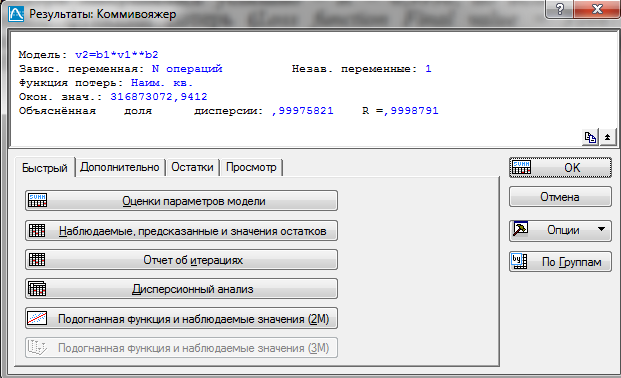 Результаты: Коммивояжер
Модель: v2=b1*v1**b2
Завис. переменная: N операций Незав. переменные: 1
Функция потерь: Наим. кв.
Окон. знач.: 316873072,9412
Объяснённая доля дисперсии: ,99975821 R =,9998791
Быстрый Дополнительно Остатки Просмотр
Оценки параметров модели
Наблюдаемые, предсказанные и значения остатков
Отчет об итерациях
Дисперсионный анализ
Подогнанная функция и наблюдаемые значения (2М)
Подогнанная функция и наблюдаемые значения (3М)
OK
Отмена
Опции
По Группам